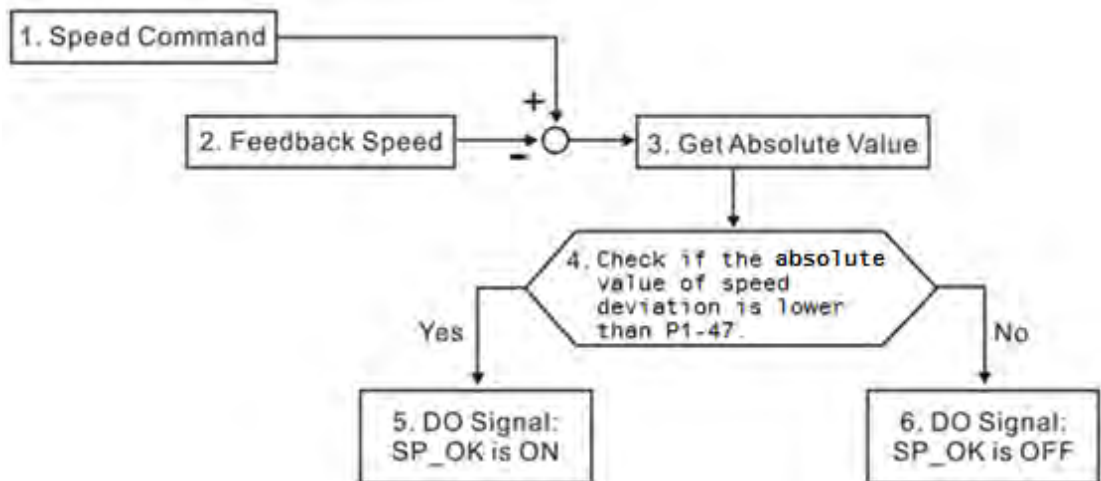 1. Speed Command
+
2. Feedback Speed
-
3. Get Absolute Value
4. Check if the absolute
value of speed
deviation is lower
than P1-47.
Yes
No
5. DO Signal:
SP_OK is ON
6. DO Signal:
SP_OK is OFF